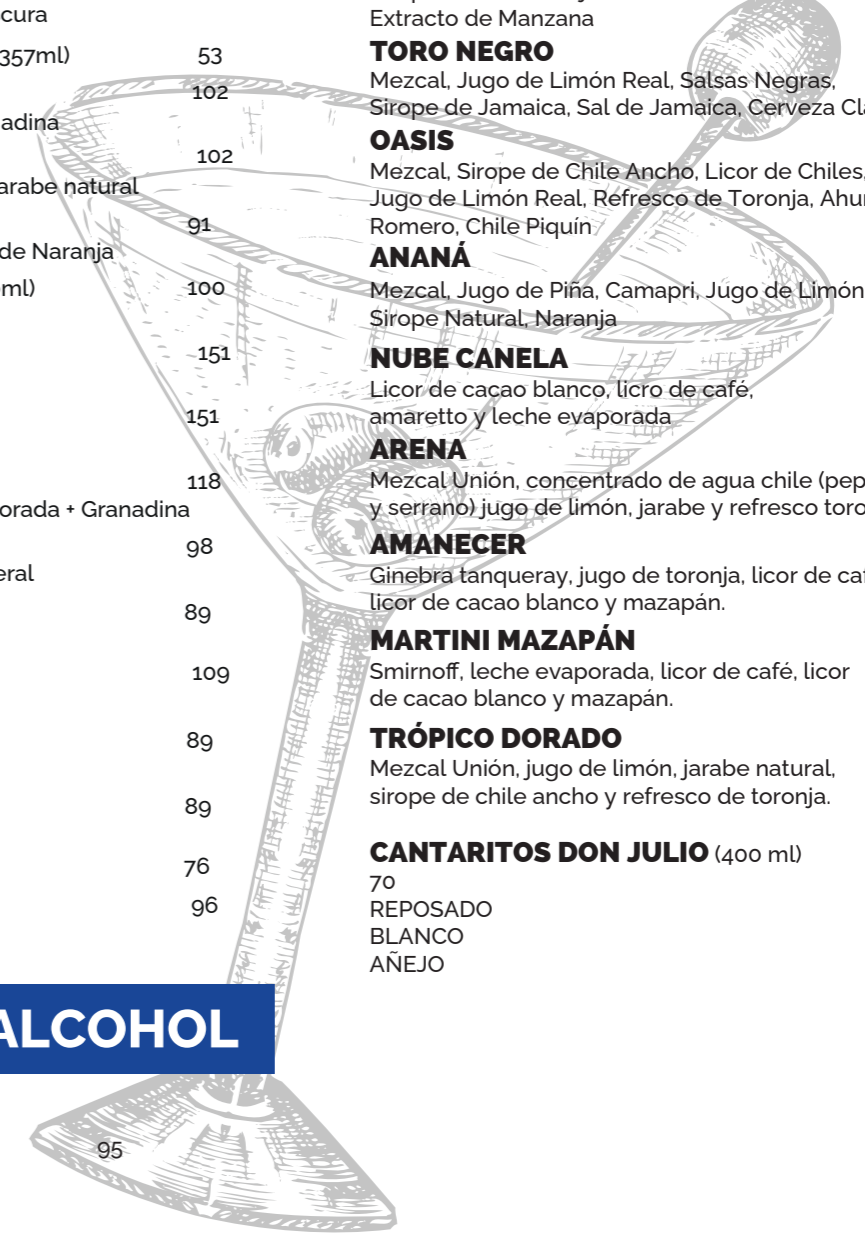 cura
357ml) 53
102
adina
102
arabe natural
91
de Naranja
ml) 100
151
151
118
orada + Granadina
98
eral
89
109
89
89
76
96
ALCOHOL
95
Extracto de Manzana
TORO NEGRO
Mezcal, Jugo de Limón Real, Salsas Negras,
Sirope de Jamaica, Sal de Jamaica, Cerveza Cla
OASIS
Mezcal, Sirope de Chile Ancho, Licor de Chiles,
Jugo de Limón Real, Refresco de Toronja, Ahu
Romero, Chile Piquín
ANANÁ
Mezcal, Jugo de Piña, Camapri, Jugo de Limón
Sirope Natural, Naranja
NUBE CANELA
Licor de cacao blanco, licro de café,
amaretto y leche evaporada
ARENA
Mezcal Unión, concentrado de agua chile (pep
y serrano) jugo de limón, jarabe y refresco toro
AMANECER
Ginebra tanqueray, jugo de toronja, licor de caf
licor de cacao blanco y mazapán.
MARTINI MAZAPÁN
Smirnoff, leche evaporada, licor de café, licor
de cacao blanco y mazapán.
TRÓPICO DORADO
Mezcal Unión, jugo de limón, jarabe natural,
sirope de chile ancho y refresco de toronja.
CANTARITOS DON JULIO (400 ml)
70
REPOSADO
BLANCO
AÑEJO